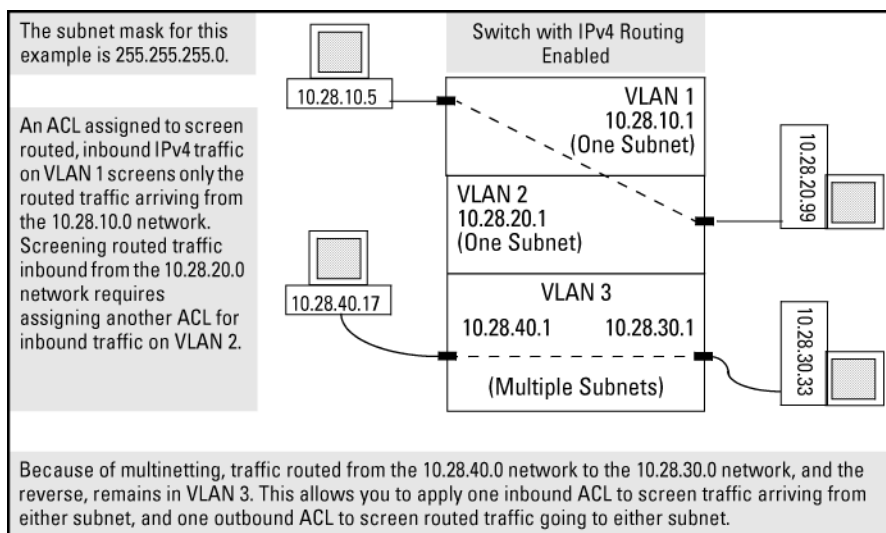 The subnet mask for this
example is 255.255.255.0.
Switch with IPv4 Routing
Enabled
10.28.10.5
VLAN 1
10.28.10.1
(One Subnet)
An ACL assigned to screen
routed, inbound IPv4 traffic
on VLAN 1 screens only the
routed traffic arriving from
the 10.28.10.0 network.
Screening routed traffic
inbound from the 10.28.20.0
network requires
assigning another ACL for
inbound traffic on VLAN 2.
10.28.20.99
VLAN 2
10.28.20.1
(One Subnet)
10.28.40.17
VLAN 3
10.28.40.1 10.28.30.1
(Multiple Subnets)
10.28.30.33
Because of multinetting, traffic routed from the 10.28.40.0 network to the 10.28.30.0 network, and the
reverse, remains in VLAN 3. This allows you to apply one inbound ACL to screen traffic arriving from
either subnet, and one outbound ACL to screen routed traffic going to either subnet.